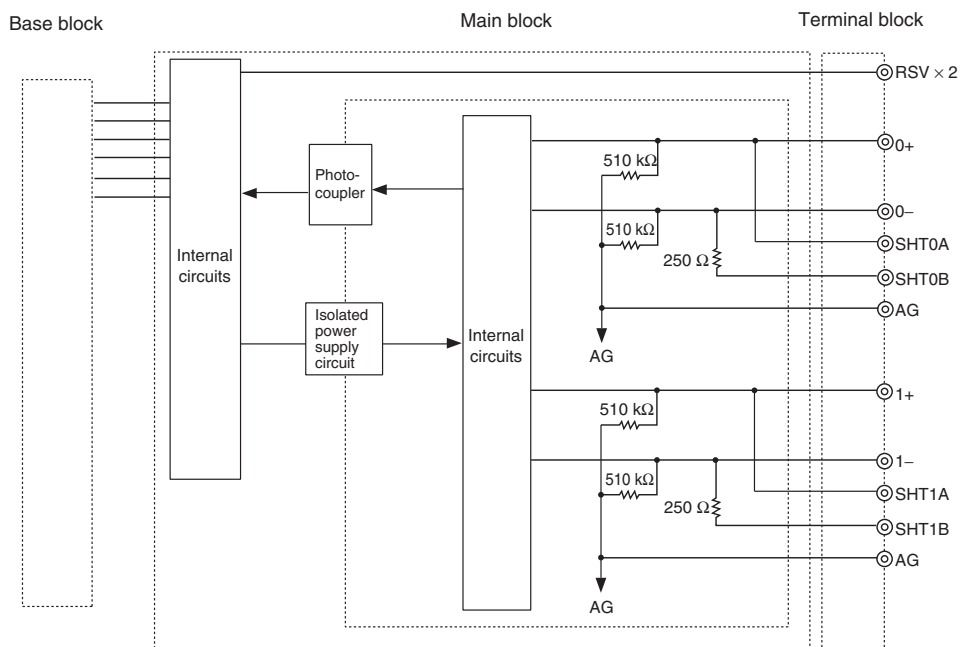 Base block
Main block
Terminal block
RSV × 2
0+
510 kΩ
Photo-
coupler
0−
510 kΩ
SHT0A
Internal
circuits
250 Ω
SHT0B
Isolated
power
supply
circuit
AG
Internal
circuits
AG
1+
510 kΩ
1−
510 kΩ
SHT1A
250 Ω
SHT1B
AG
AG